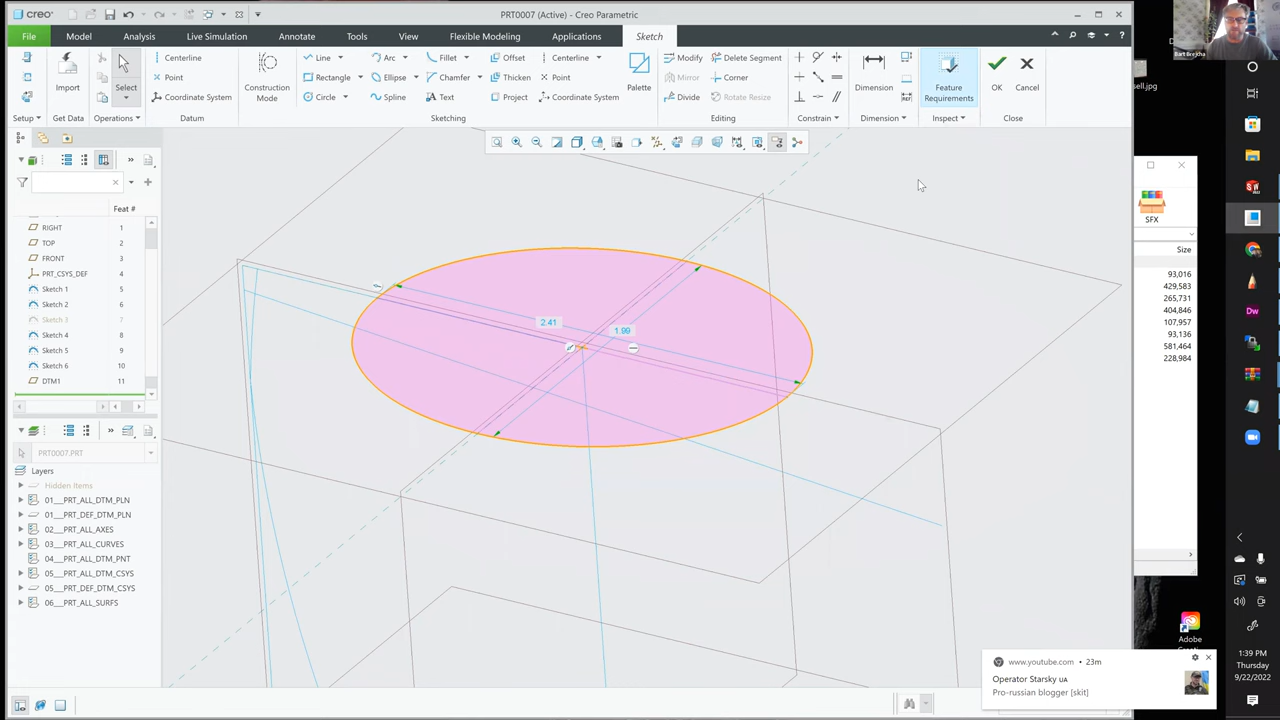 creo
PRT0007 (Active) - Creo Parametric
File
Model
Analysis
Live Simulation
Annotate
Tools
View
Flexible Modeling
Applications
Sketch
Import
Select
Centerline
Point
Coordinate System
Construction
Mode
Line
Rectangle
Circle
Arc
Ellipse
Spline
Fillet
Chamfer
Text
Offset
Thicken
Project
Centerline
Point
Coordinate System
Palette
Modify
Mirror
Divide
Delete Segment
Corner
Rotate Resize
Dimension
Feature
Requirements
OK
Cancel
Setup
Get Data
Operations
Datum
Sketching
Editing
Constrain
Dimension
Inspect
Close
Feat #
RIGHT 1
TOP 2
FRONT 3
PRT_CSYS_DEF 4
Sketch 1 5
Sketch 2 6
Sketch 3 7
Sketch 4 8
Sketch 5 9
Sketch 6 10
DTM1 11
PRT0007.PRT
Layers
Hidden Items
01___PRT_ALL_DTM_PLN
01___PRT_DEF_DTM_PLN
02___PRT_ALL_AXES
03___PRT_ALL_CURVES
04___PRT_ALL_DTM_PNT
05___PRT_ALL_DTM_CSYS
05___PRT_DEF_DTM_CSYS
06___PRT_ALL_SURFS
2.41
1.99
Bart Brejcha
ell.jpg
SFX
Size
93,016
429,583
265,731
404,846
107,957
93,136
581,464
228,984
Dw
Adobe
www.youtube.com • 23m
Operator Starsky UA
Pro-russian blogger [skit]
1:39 PM
Thursday
9/22/2022